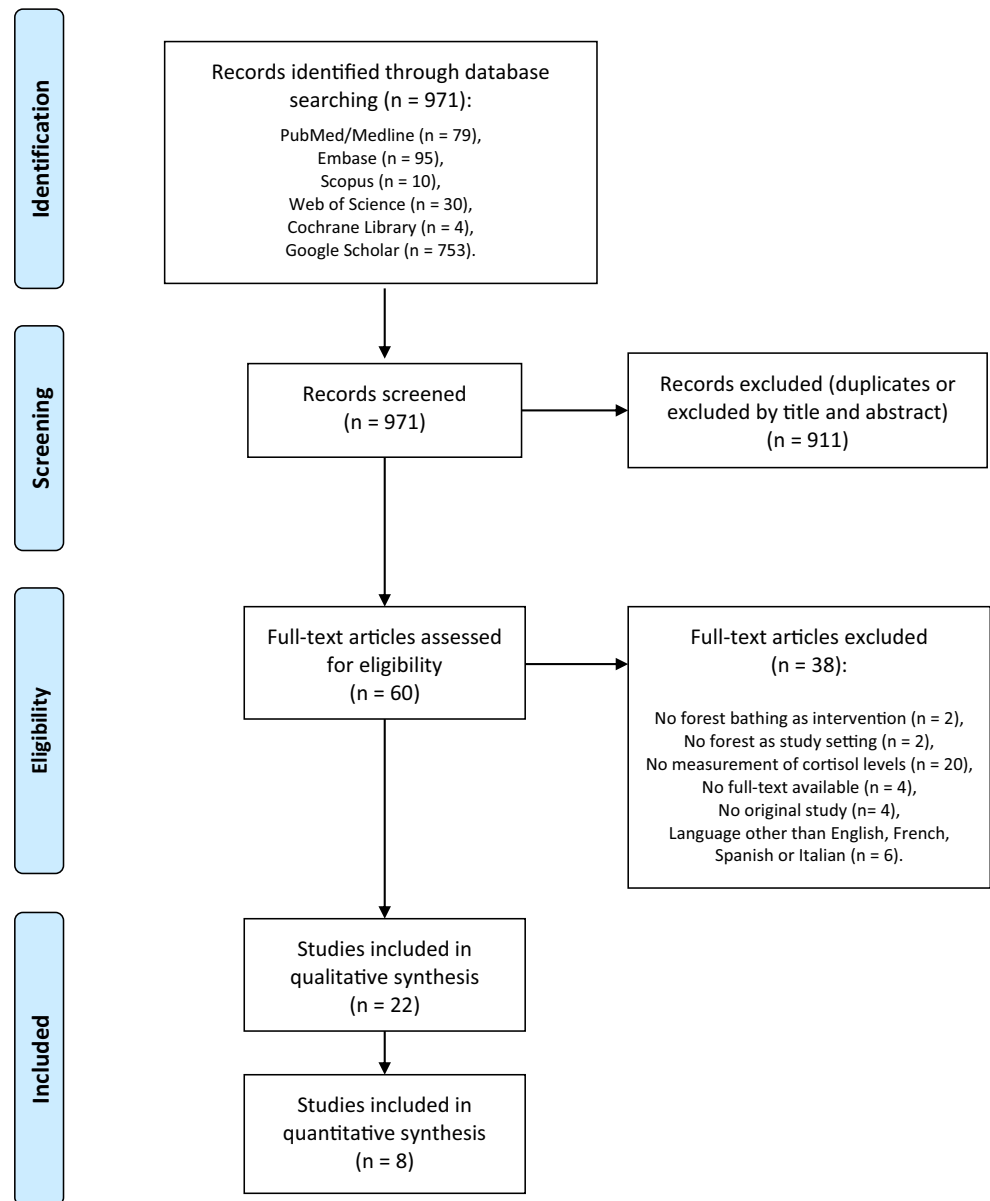 Identification
Records identified through database
searching (n = 971):
PubMed/Medline (n = 79),
Embase (n = 95),
Scopus (n = 10),
Web of Science (n = 30),
Cochrane Library (n = 4),
Google Scholar (n = 753).
Screening
Records screened
(n = 971)
Records excluded (duplicates or
excluded by title and abstract)
(n = 911)
Eligibility
Full-text articles assessed
for eligibility
(n = 60)
Full-text articles excluded
(n = 38):
No forest bathing as intervention (n = 2),
No forest as study setting (n = 2),
No measurement of cortisol levels (n = 20),
No full-text available (n = 4),
No original study (n= 4),
Language other than English, French,
Spanish or Italian (n = 6).
Included
Studies included in
qualitative synthesis
(n = 22)
Studies included in
quantitative synthesis
(n = 8)